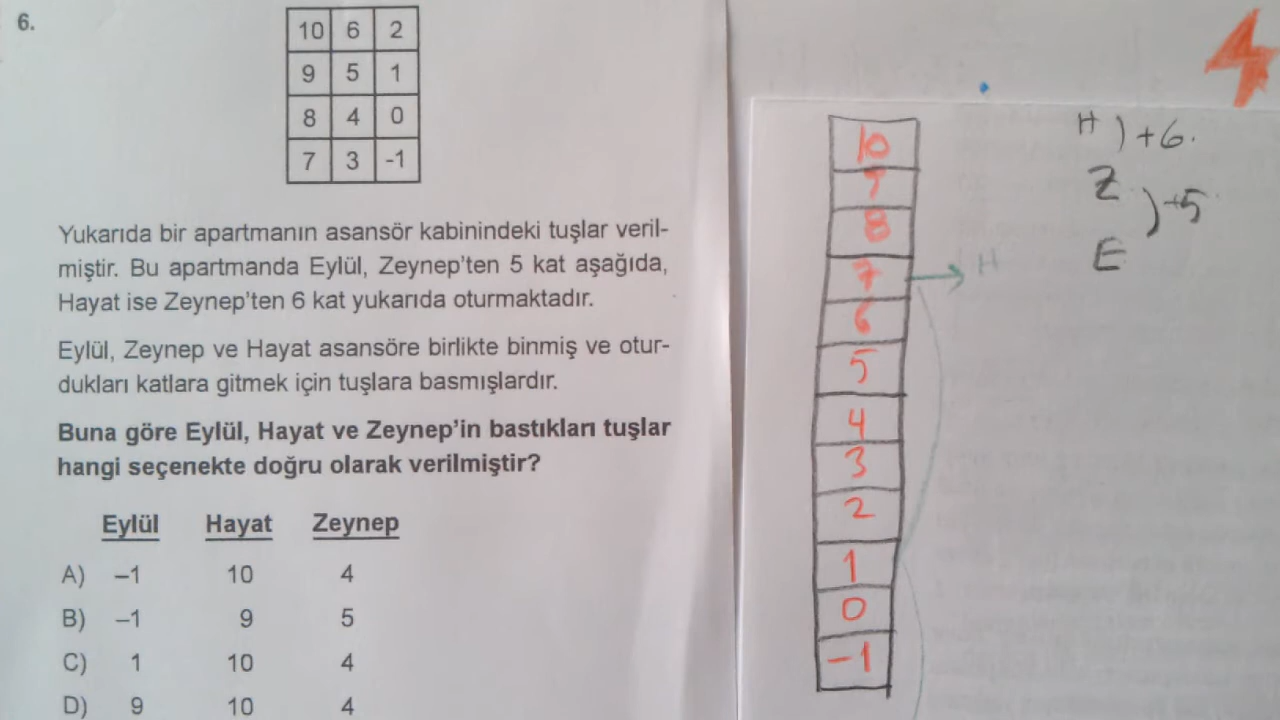 6.
10 6 2
9 5 1
8 4 0
7 3 -1
Yukarıda bir apartmanın asansör kabinindeki tuşlar veril-
miştir. Bu apartmanda Eylül, Zeynep'ten 5 kat aşağıda,
Hayat ise Zeynep'ten 6 kat yukarıda oturmaktadır.
Eylül, Zeynep ve Hayat asansöre birlikte binmiş ve otur-
dukları katlara gitmek için tuşlara basmışlardır.
Buna göre Eylül, Hayat ve Zeynep'in bastıkları tuşlar
hangi seçenekte doğru olarak verilmiştir?
Eylül Hayat Zeynep
A) –1 10 4
B) –1 9 5
C) 1 10 4
D) 9 10 4
10
9
8
7 H
6
5
4
3
2
1
0
-1
H ) +6.
Z
) +5
E